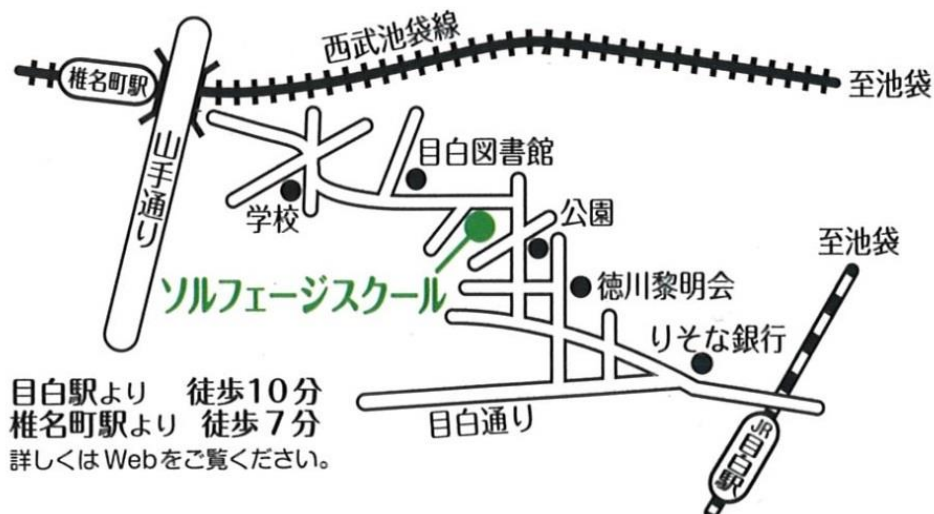 西武池袋線
至池袋
椎名町駅
山手通り
目白図書館
学校
公園
至池袋
ソルフェージスクール
徳川黎明会
りそな銀行
目白駅より 徒歩10分
椎名町駅より 徒歩7分
詳しくはWebをご覧ください。
目白通り
JR目白駅